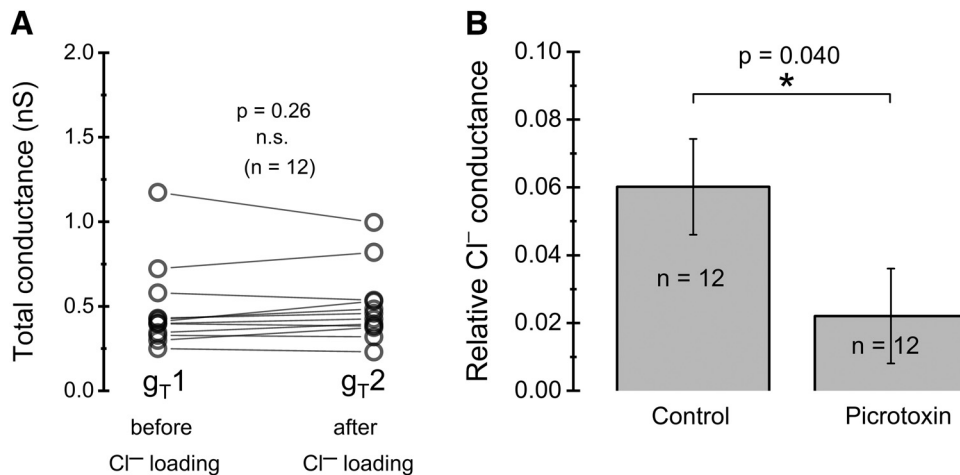 A
Total conductance (nS)
2.0
1.5
1.0
0.5
0.0
p = 0.26
n.s.
(n = 12)
gT1
gT2
before
Cl– loading
after
Cl– loading
B
Relative Cl– conductance
0.10
0.08
0.06
0.04
0.02
0.00
p = 0.040
*
n = 12
n = 12
Control
Picrotoxin